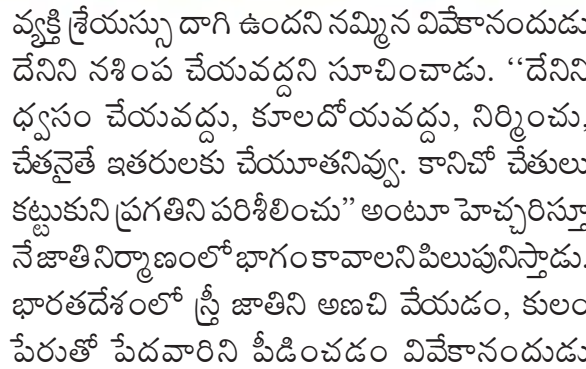 వ్యక్తి శ్రేయస్సు దాగి ఉందని నమ్మిన వివేకానందుడు
దేనిని నశింప చేయవద్దని సూచించాడు. ‘‘దేనిని
ధ్వసం చేయవద్దు, కూలదోయవద్దు, నిర్మించు,
చేతనైతే ఇతరులకు చేయూతనివ్వు. కానిచో చేతులు
కట్టుకుని ప్రగతిని పరిశీలించు’’ అంటూ హెచ్చరిస్తూ
నే జాతి నిర్మాణంలో భాగం కావాలని పిలుపునిస్తాడు.
భారతదేశంలో స్త్రీ జాతిని అణచి వేయడం, కులం
పేరుతో పేదవారిని పీడించడం వివేకానందుడు